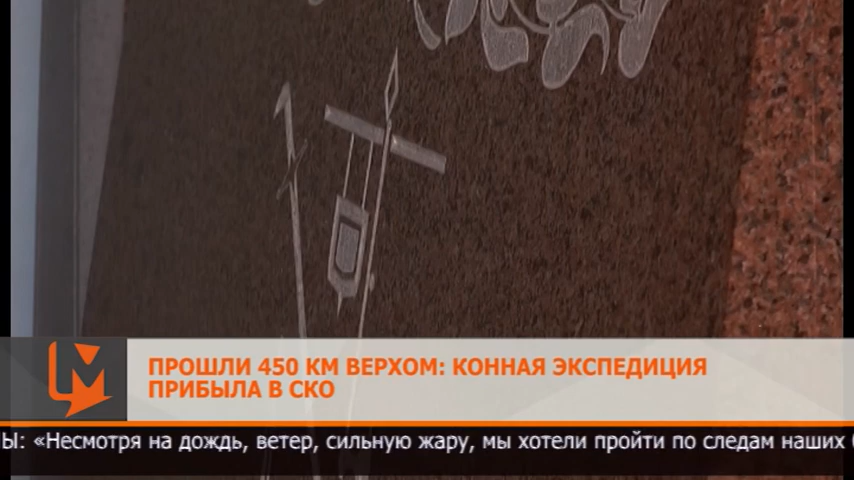 ПРОШЛИ 450 КМ ВЕРХОМ: КОННАЯ ЭКСПЕДИЦИЯ
ПРИБЫЛА В СКО
«Несмотря на дождь, ветер, сильную жару, мы хотели пройти по следам наших